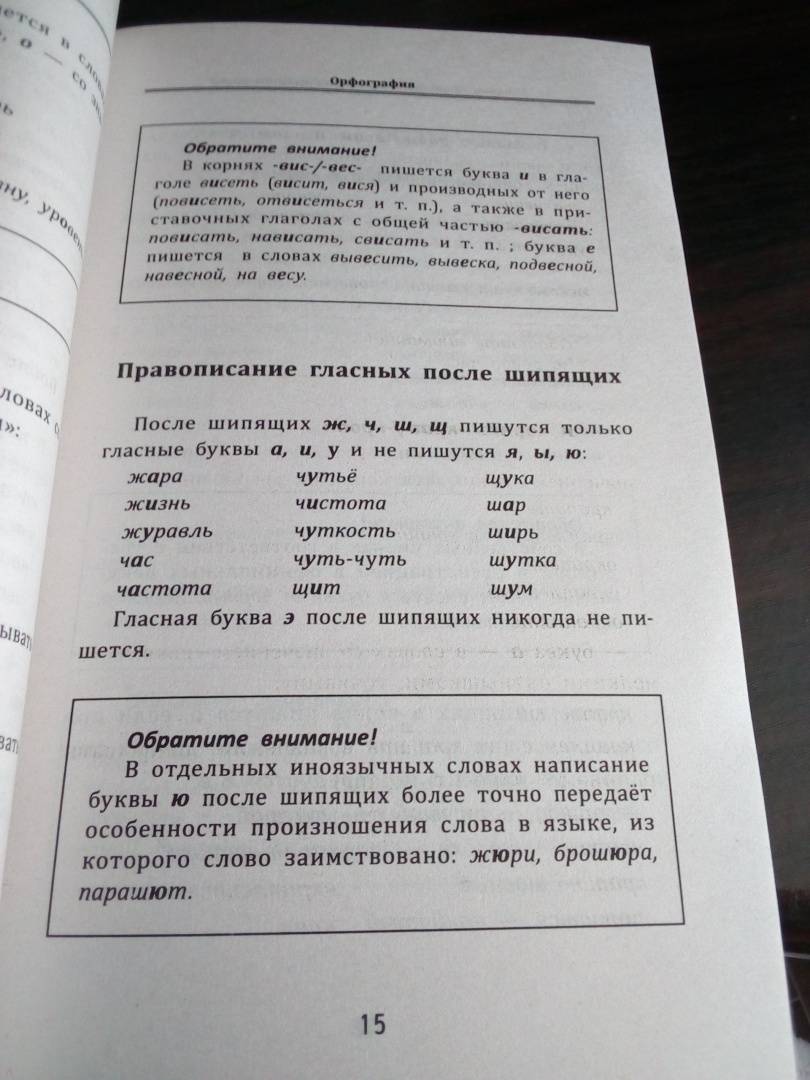 Орфография
Обратите внимание!
В корнях -вис-/-вес- пишется буква и в гла-
голе висеть (висит, вися) и производных от него
(повисеть, отвисеться и т. п.), а также в при-
ставочных глаголах с общей частью -висать:
повисать, нависать, свисать и т. п. ; буква е
пишется в словах вывесить, вывеска, подвесной,
навесной, на весу.
Правописание гласных после шипящих
После шипящих ж, ч, ш, щ пишутся только
гласные буквы а, и, у и не пишутся я, ы, ю:
жара чутьё щука
жизнь чистота шар
журавль чуткость ширь
час чуть-чуть шутка
частота щит шум
Гласная буква э после шипящих никогда не пи-
шется.
Обратите внимание!
В отдельных иноязычных словах написание
буквы ю после шипящих более точно передаёт
особенности произношения слова в языке, из
которого слово заимствовано: жюри, брошюра,
парашют.
15